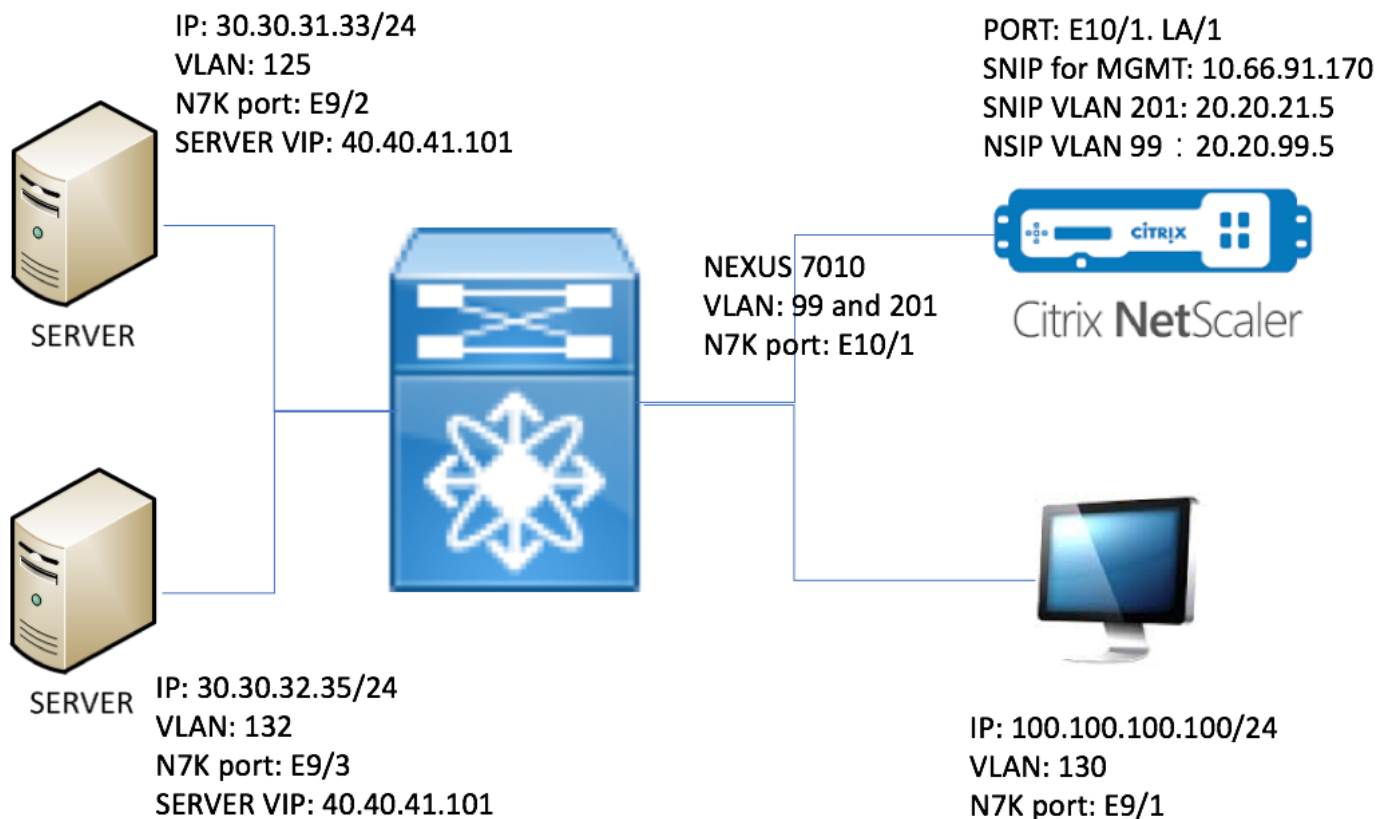 IP: 30.30.31.33/24
VLAN: 125
N7K port: E9/2
SERVER VIP: 40.40.41.101
SERVER
PORT: E10/1. LA/1
SNIP for MGMT: 10.66.91.170
SNIP VLAN 201: 20.20.21.5
NSIP VLAN 99：20.20.99.5
CITRIX
Citrix NetScaler
NEXUS 7010
VLAN: 99 and 201
N7K port: E10/1
SERVER
IP: 30.30.32.35/24
VLAN: 132
N7K port: E9/3
SERVER VIP: 40.40.41.101
IP: 100.100.100.100/24
VLAN: 130
N7K port: E9/1